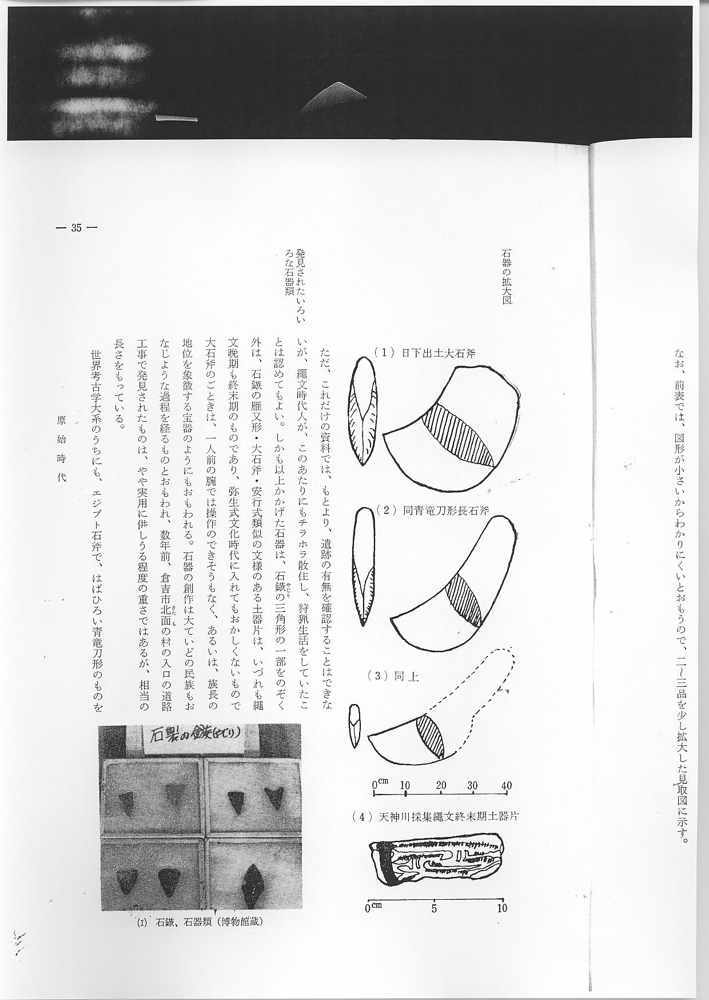 なお、前表では、図形が小さいからわかりにくいとおもうので、二〜三品を少し拡大した見取図に示す。
石器の拡大図
(1)日下出土大石斧
(2)同青竜刀形長石斧
(3)同上
0cm 10 20 30 40
(4)天神川採集縄文終末期土器片
0cm 5 10
発見されたいろい
ろな石器類
ただ、これだけの資料では、もとより、遺跡の有無を確認することはできな
いが、縄文時代人が、このあたりにもチラホラ散住し、狩猟生活をしていたこ
とは認めてもよい。しかも以上かかげた石器は、石鏃やじりの三角形の一部をのぞく
外は、石鏃の雁又形・大石斧・安行式類似の文様のある土器片は、いづれも縄
文晩期も終末期のものであり、弥生式文化時代に入れてもおかしくないもので
大石斧のごときは、一人前の腕では操作のできそうもなく、あるいは、族長の
地位を象徴する宝器のようにもおもわれる。石器の創作は大ていどの民族もお
なじような過程を経るものとおもわれ、数年前、倉吉市北面きたもの村の入口の道路
工事で発見されたものは、やや実用に供しうる程度の重さではあるが、相当の
長さをもっている。
世界考古学大系のうちにも、エジプト石斧で、はばひろい青竜刀形のものを
石製の鏃(やじり)
⑴ 石鏃、石器類(博物館蔵)
原始時代
— 35 —